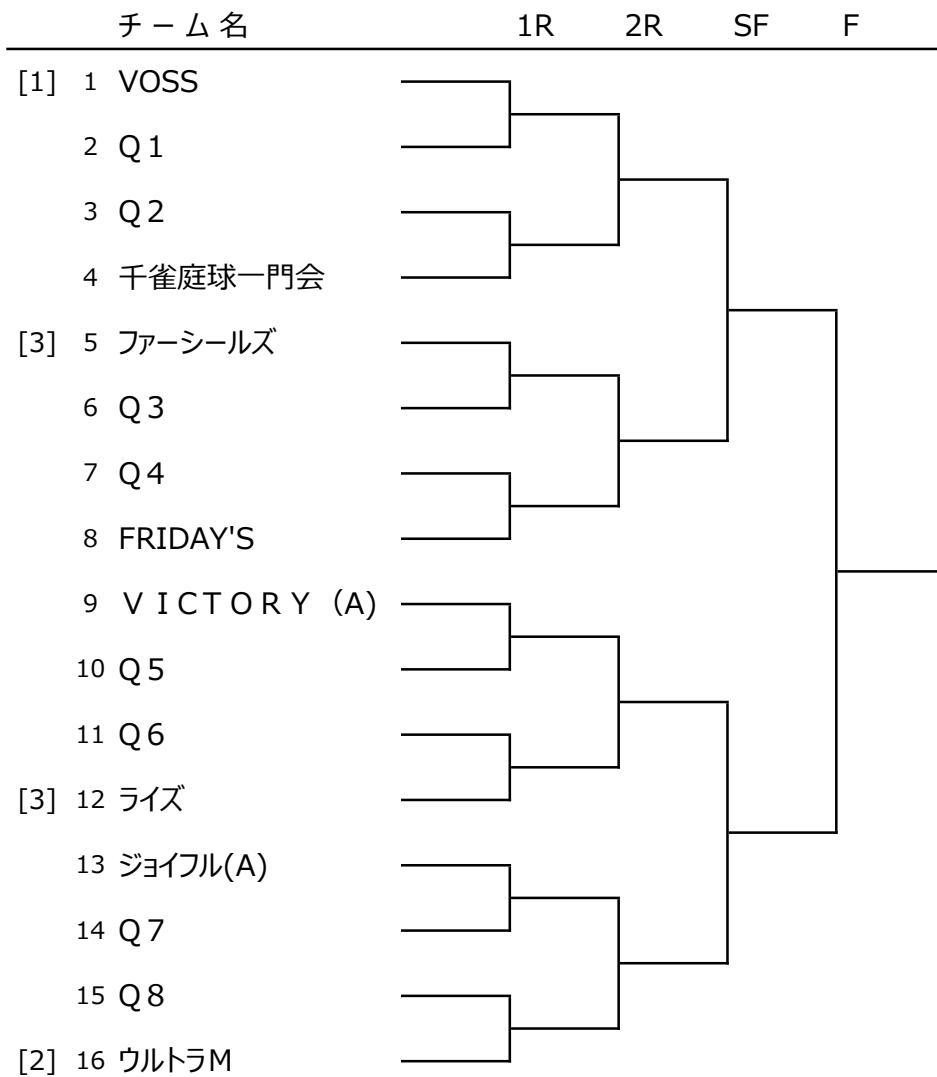 チ ー ム 名 1R 2R SF F
[1] 1 VOSS
2 Q１
3 Q２
4 千雀庭球一門会
[3] 5 ファーシールズ
6 Q３
7 Q４
8 FRIDAY'S
9 ＶＩＣＴＯＲＹ（A)
10 Q５
11 Q６
[3] 12 ライズ
13 ジョイフル(A)
14 Q７
15 Q８
[2] 16 ウルトラM